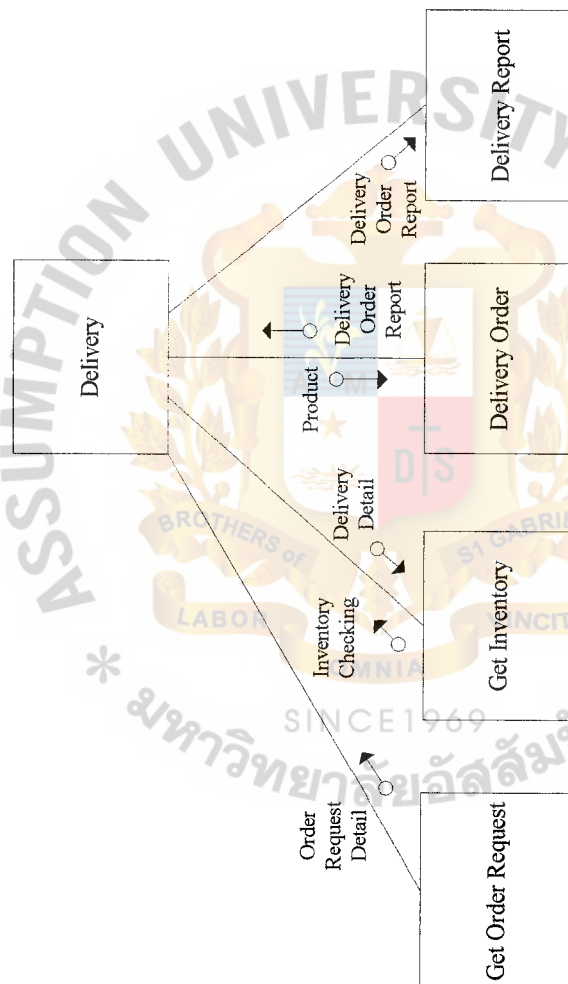 Delivery
Order
Request
Detail
Inventory
Checking
Delivery
Detail
Product
Delivery
Order
Report
Delivery
Order
Report
Get Order Request
Get Inventory
Delivery Order
Delivery Report
ASSUMPTION UNIVERSITY
BROTHERS of
ST GABRIE
LABOR
OMNIA
VINCIT
D S
SINCE1969